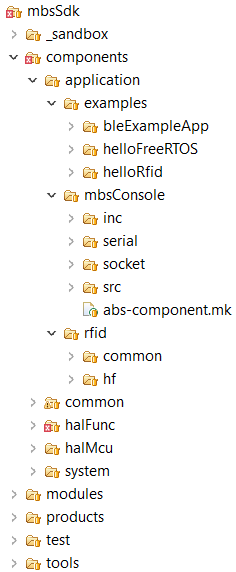 mbsSdk
_sandbox
components
application
examples
bleExampleApp
helloFreeRTOS
helloRfid
mbsConsole
inc
serial
socket
src
abs-component.mk
rfid
common
hf
common
halFunc
halMcu
system
modules
products
test
tools